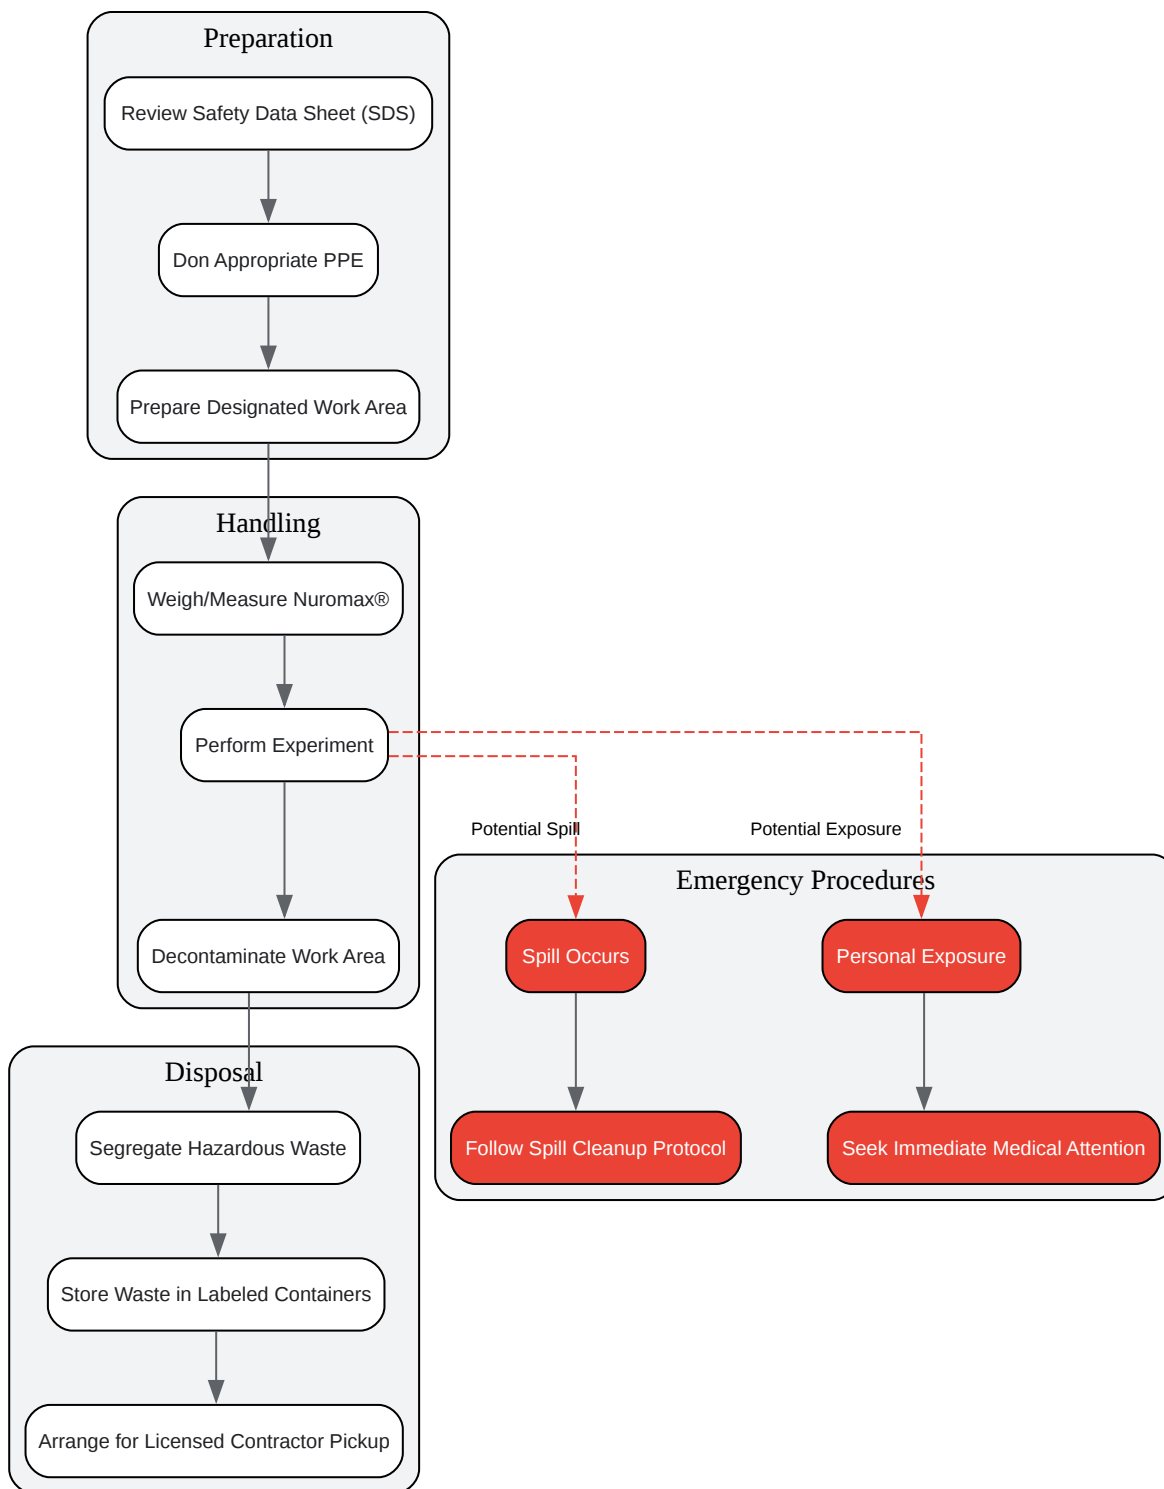 Preparation
Review Safety Data Sheet (SDS)
Don Appropriate PPE
Prepare Designated Work Area
Handling
Weigh/Measure Nuromax®
Perform Experiment
Decontaminate Work Area
Potential Spill
Potential Exposure
Emergency Procedures
Spill Occurs
Personal Exposure
Follow Spill Cleanup Protocol
Seek Immediate Medical Attention
Disposal
Segregate Hazardous Waste
Store Waste in Labeled Containers
Arrange for Licensed Contractor Pickup